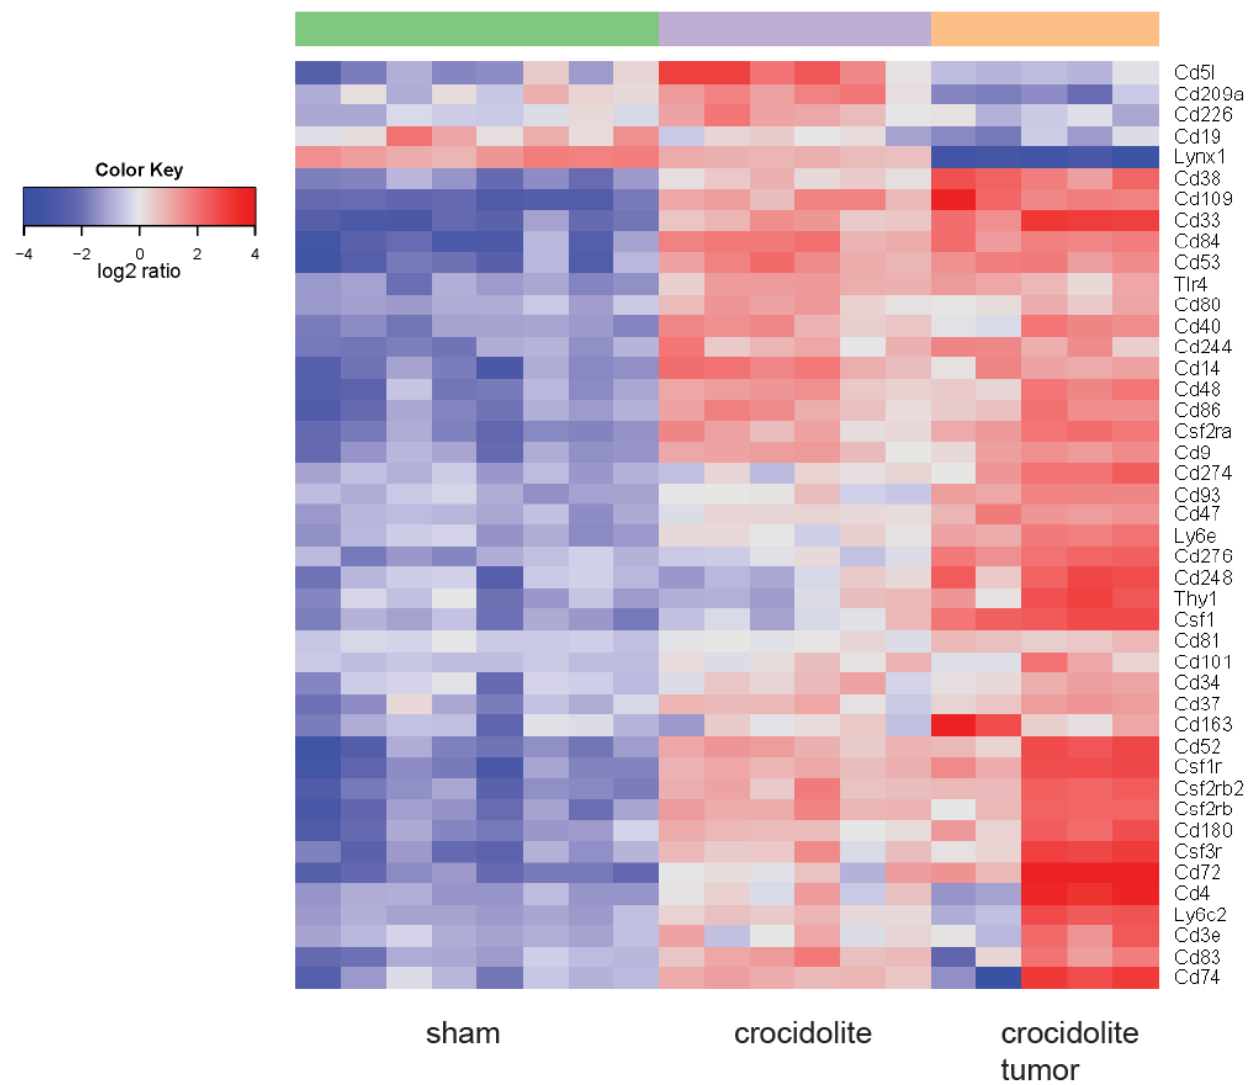 Color Key
−4 −2 0 2 4
log2 ratio
Cd5l
Cd209a
Cd226
Cd19
Lynx1
Cd38
Cd109
Cd33
Cd84
Cd53
Tlr4
Cd80
Cd40
Cd244
Cd14
Cd48
Cd86
Csf2ra
Cd9
Cd274
Cd93
Cd47
Ly6e
Cd276
Cd248
Thy1
Csf1
Cd81
Cd101
Cd34
Cd37
Cd163
Cd52
Csf1r
Csf2rb2
Csf2rb
Cd180
Csf3r
Cd72
Cd4
Ly6c2
Cd3e
Cd83
Cd74
sham crocidolite crocidolite
tumor